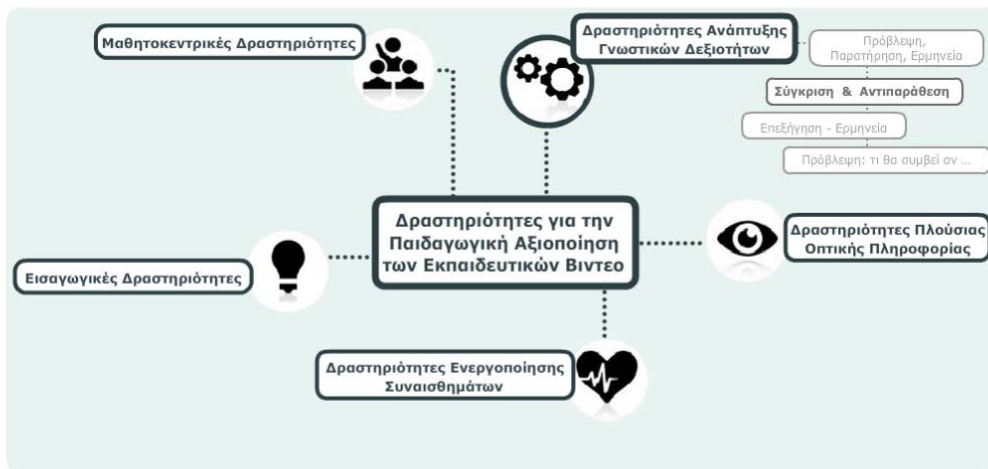 Μαθητοκεντρικές Δραστηριότητες
Δραστηριότητες Ανάπτυξης
Γνωστικών Δεξιοτήτων
Πρόβλεψη,
Παρατήρηση, Ερμηνεία
Σύγκριση & Αντιπαράθεση
Επεξήγηση - Ερμηνεία
Πρόβλεψη: τι θα συμβεί αν ...
Δραστηριότητες για την
Παιδαγωγική Αξιοποίηση
των Εκπαιδευτικών Βιντεο
Δραστηριότητες Πλούσιας
Οπτικής Πληροφορίας
Εισαγωγικές Δραστηριότητες
Δραστηριότητες Ενεργοποίησης
Συναισθημάτων